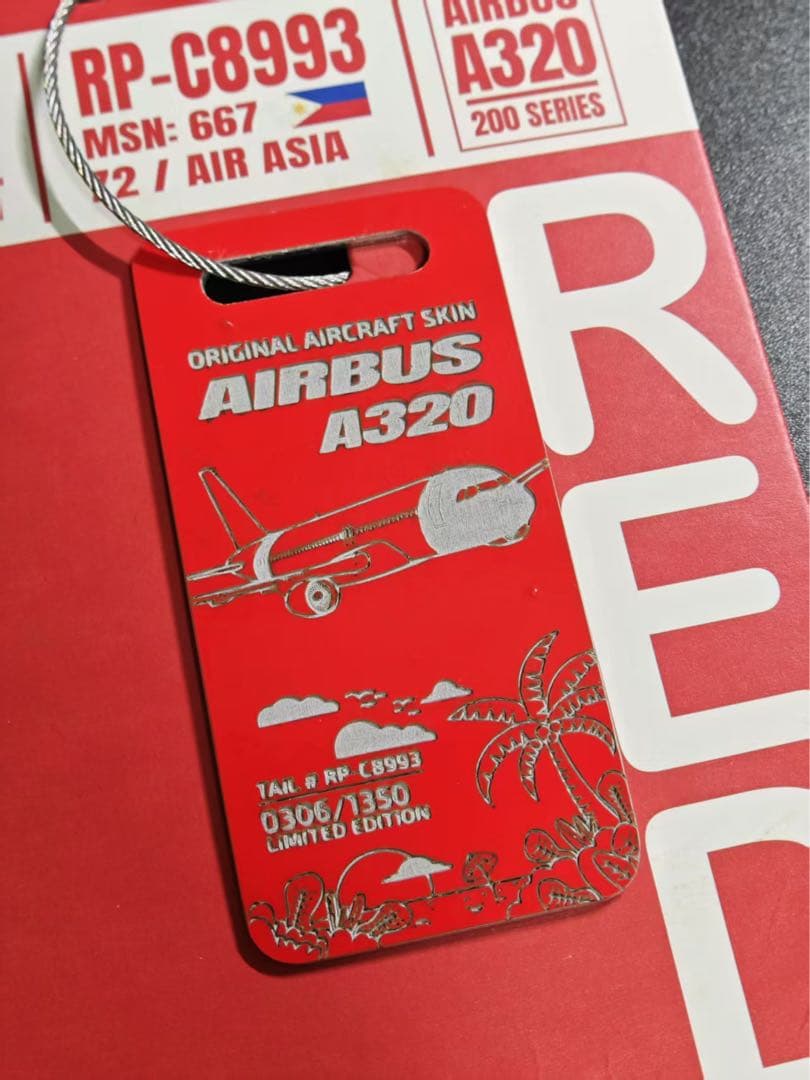 RP-C8993
MSN: 667
72 / AIR ASIA
AIRBUS
A320
200 SERIES
ORIGINAL AIRCRAFT SKIN
AIRBUS
A320
TAIL # RP-C8993
0306/1350
LIMITED EDITION
RED